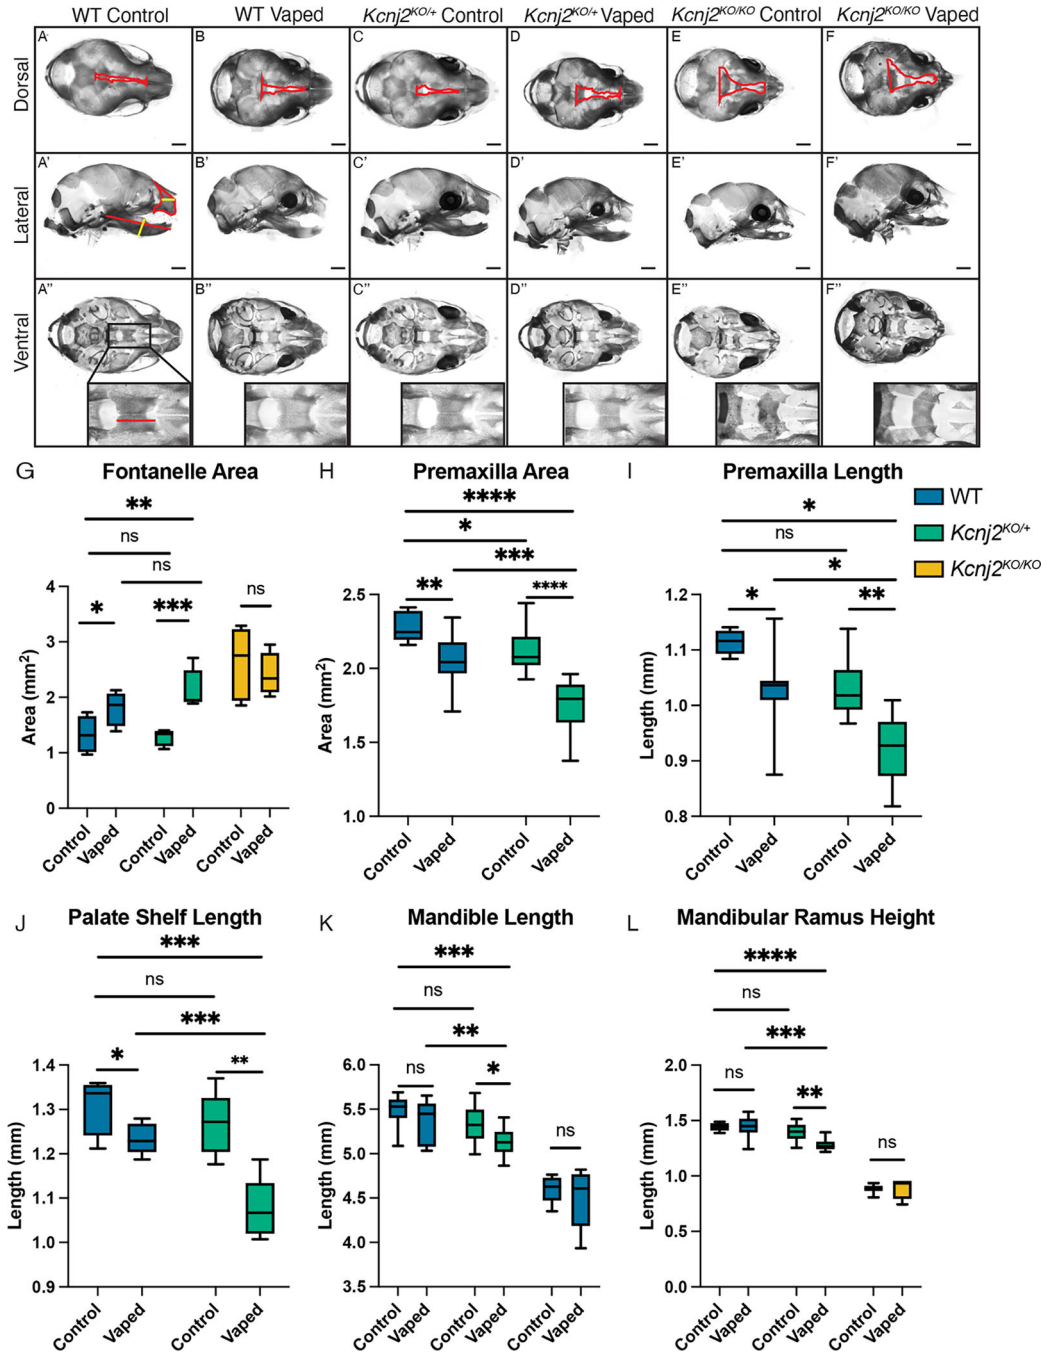 WT Control WT Vaped Kcnj2KO/+ Control Kcnj2KO/+ Vaped Kcnj2KO/KO Control Kcnj2KO/KO Vaped
Dorsal
A B C D E F
Lateral
A' B' C' D' E' F'
Ventral
A'' B'' C'' D'' E'' F''
G Fontanelle Area
**
ns
ns
* *** ns
4
3
2
1
0
Area (mm2)
Control Vaped Control Vaped Control Vaped
H Premaxilla Area
****
*
***
** ****
2.5
2.0
1.5
1.0
Area (mm2)
Control Vaped Control Vaped
I Premaxilla Length
*
ns
*
* **
1.2
1.1
1.0
0.9
0.8
Length (mm)
Control Vaped Control Vaped
WT
Kcnj2KO/+
Kcnj2KO/KO
J Palate Shelf Length
***
ns
***
* **
1.4
1.3
1.2
1.1
1.0
0.9
Length (mm)
Control Vaped Control Vaped
K Mandible Length
***
ns
**
ns * ns
6.0
5.5
5.0
4.5
4.0
3.5
Length (mm)
Control Vaped Control Vaped Control Vaped
L Mandibular Ramus Height
****
ns
***
ns ** ns
2.0
1.5
1.0
0.5
0.0
Length (mm)
Control Vaped Control Vaped Control Vaped